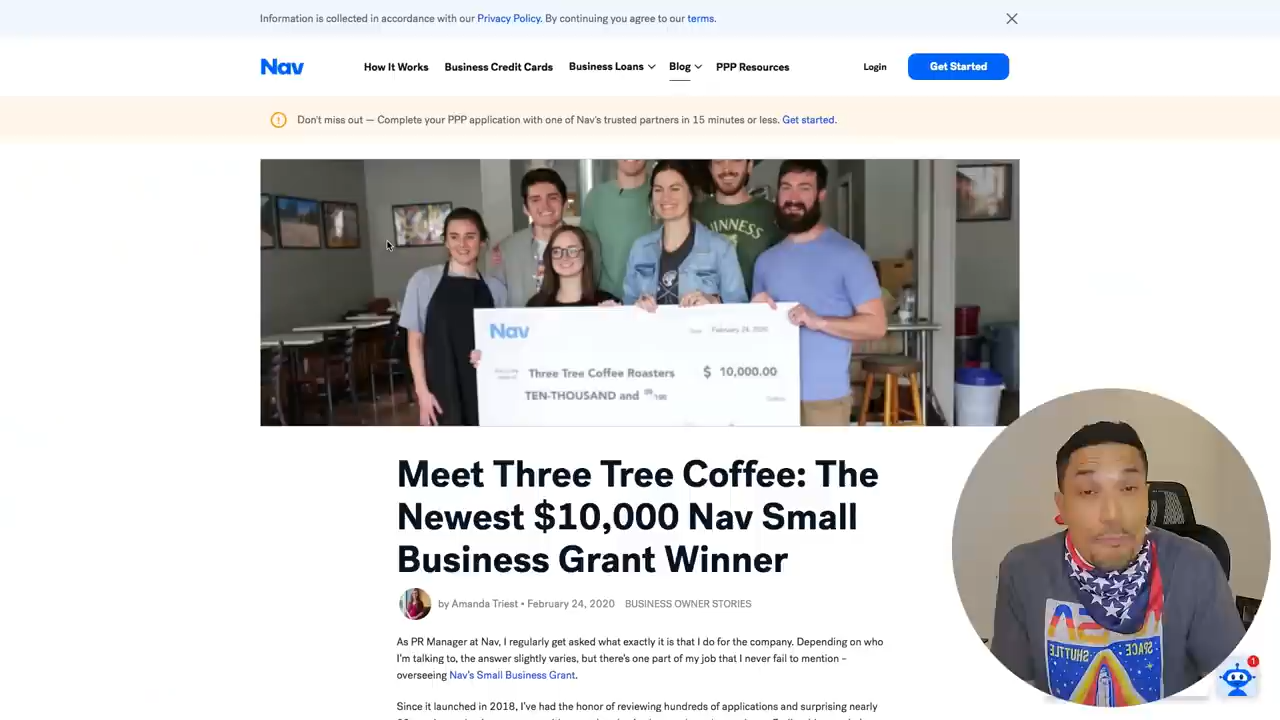 Information is collected in accordance with our Privacy Policy. By continuing you agree to our terms.
Nav How It Works Business Credit Cards Business Loans Blog PPP Resources Login Get Started
Don't miss out — Complete your PPP application with one of Nav's trusted partners in 15 minutes or less. Get started.
GUINNESS
Nav February 24, 2020
Three Tree Coffee Roasters $ 10,000.00
TEN-THOUSAND and
Meet Three Tree Coffee: The
Newest $10,000 Nav Small
Business Grant Winner
by Amanda Triest • February 24, 2020 BUSINESS OWNER STORIES
As PR Manager at Nav, I regularly get asked what exactly it is that I do for the company. Depending on who
I'm talking to, the answer slightly varies, but there's one part of my job that I never fail to mention –
overseeing Nav's Small Business Grant.
Since it launched in 2018, I've had the honor of reviewing hundreds of applications and surprising nearly
SPACE
SHUTTLE
1